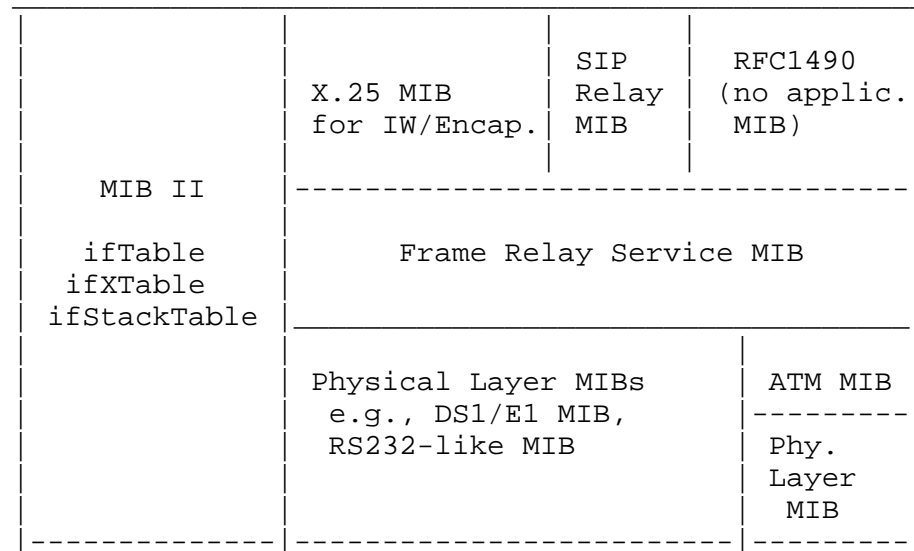 SIP RFC1490
X.25 MIB Relay (no applic.
for IW/Encap. MIB MIB)
MIB II
ifTable Frame Relay Service MIB
ifXTable
ifStackTable
Physical Layer MIBs ATM MIB
e.g., DS1/E1 MIB,
RS232-like MIB Phy.
Layer
MIB